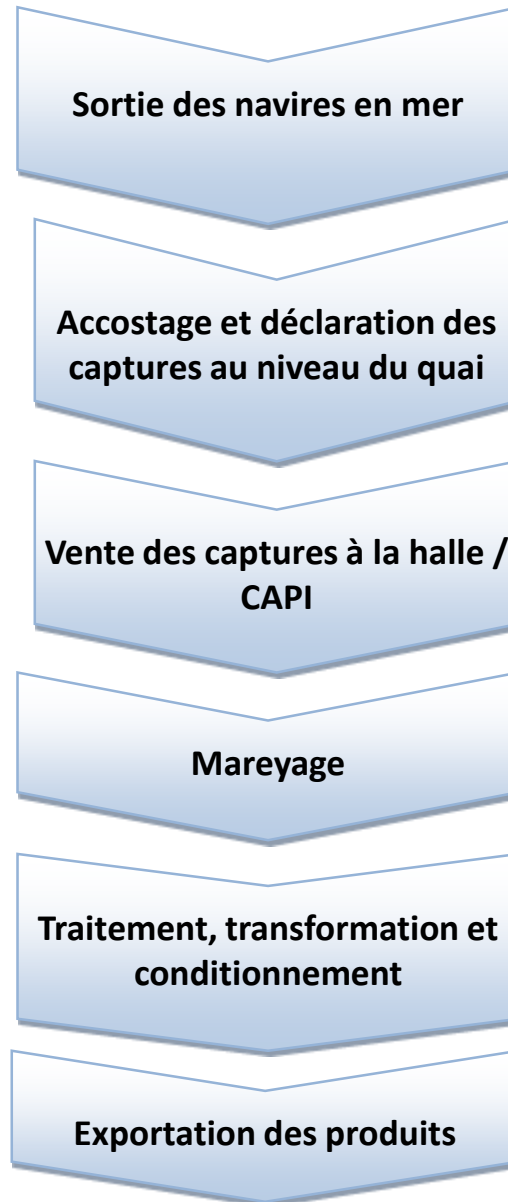 Sortie des navires en mer
Accostage et déclaration des
captures au niveau du quai
Vente des captures à la halle /
CAPI
Mareyage
Traitement, transformation et
conditionnement
Exportation des produits